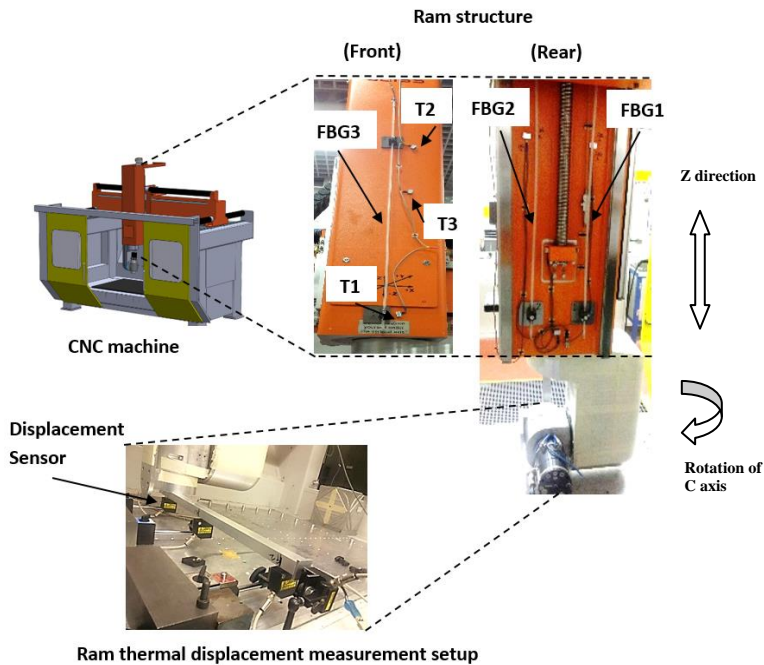 Ram structure
(Front)
(Rear)
T2
FBG3
FBG2
FBG1
T3
T1
Z direction
CNC machine
Displacement
Sensor
Rotation of
C axis
Ram thermal displacement measurement setup